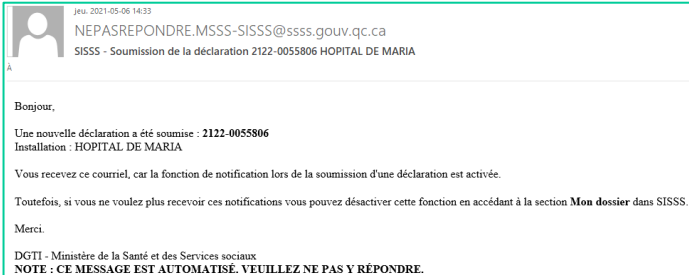 jeu. 2021-05-06 14:33
NEPASREPONDRE.MSSS-SISSS@ssss.gouv.qc.ca
SISSS - Soumission de la déclaration 2122-0055806 HOPITAL DE MARIA
À
Bonjour,
Une nouvelle déclaration a été soumise : 2122-0055806
Installation : HOPITAL DE MARIA
Vous recevez ce courriel, car la fonction de notification lors de la soumission d'une déclaration est activée.
Toutefois, si vous ne voulez plus recevoir ces notifications vous pouvez désactiver cette fonction en accédant à la section Mon dossier dans SISSS.
Merci.
DGTI - Ministère de la Santé et des Services sociaux
NOTE : CE MESSAGE EST AUTOMATISÉ, VEUILLEZ NE PAS Y RÉPONDRE.